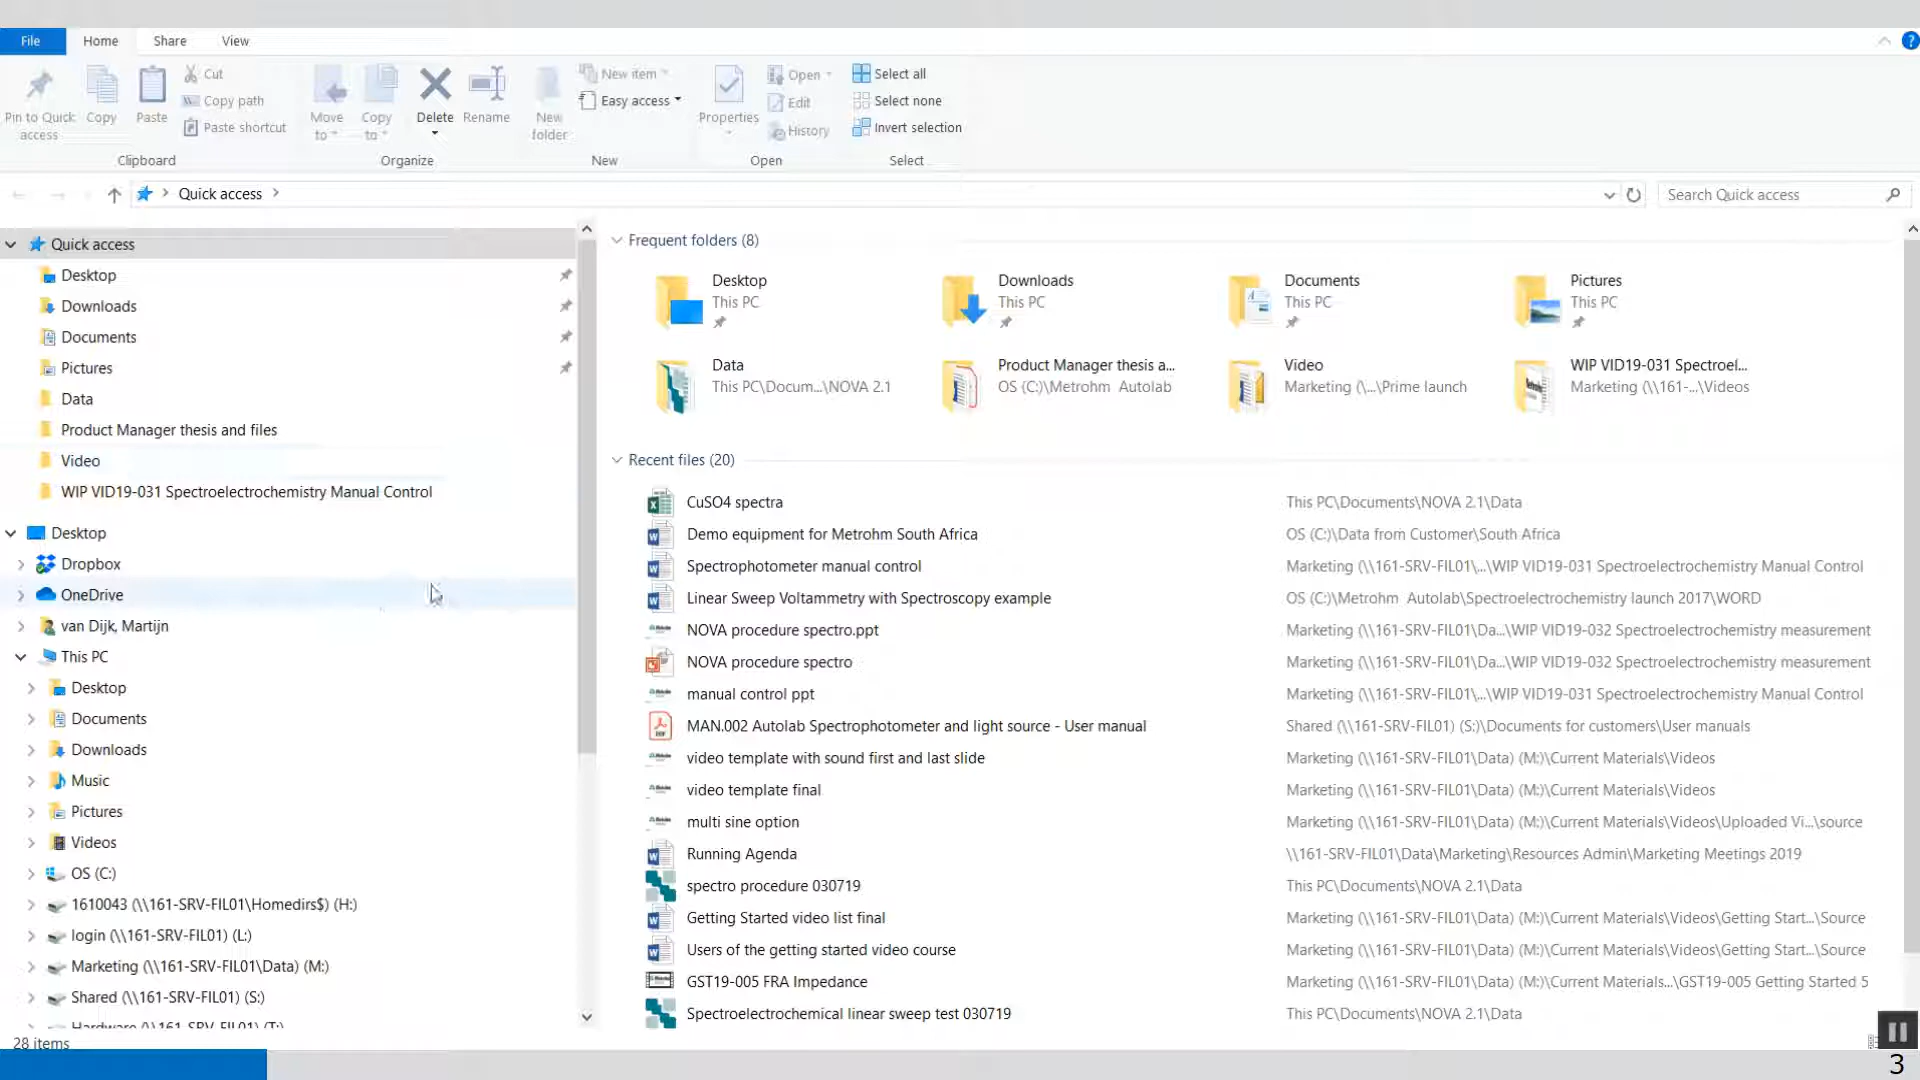 File Home Share View
Pin to Quick access
Copy
Paste
Cut
Copy path
Paste shortcut
Clipboard
Move to
Copy to
Delete
Rename
Organize
New folder
New item
Easy access
New
Properties
Open
Edit
History
Open
Select all
Select none
Invert selection
Select
Quick access
Search Quick access
Quick access
Desktop
Downloads
Documents
Pictures
Data
Product Manager thesis and files
Video
WIP VID19-031 Spectroelectrochemistry Manual Control
Desktop
Dropbox
OneDrive
van Dijk, Martijn
This PC
Desktop
Documents
Downloads
Music
Pictures
Videos
OS (C:)
1610043 (\\161-SRV-FIL01\Homedirs$) (H:)
login (\\161-SRV-FIL01) (L:)
Marketing (\\161-SRV-FIL01\Data) (M:)
Shared (\\161-SRV-FIL01) (S:)
Hardware (\\161-SRV-FIL01) (T:)
28 items
Frequent folders (8)
Desktop
This PC
Downloads
This PC
Documents
This PC
Pictures
This PC
Data
This PC\Docum...\NOVA 2.1
Product Manager thesis a...
OS (C:)\Metrohm Autolab
Video
Marketing (\...\Prime launch
WIP VID19-031 Spectroel...
Marketing (\\161-...\Videos
Recent files (20)
CuSO4 spectra This PC\Documents\NOVA 2.1\Data
Demo equipment for Metrohm South Africa OS (C:)\Data from Customer\South Africa
Spectrophotometer manual control Marketing (\\161-SRV-FIL01\...\WIP VID19-031 Spectroelectrochemistry Manual Control
Linear Sweep Voltammetry with Spectroscopy example OS (C:)\Metrohm Autolab\Spectroelectrochemistry launch 2017\WORD
NOVA procedure spectro.ppt Marketing (\\161-SRV-FIL01\Da...\WIP VID19-032 Spectroelectrochemistry measurement
NOVA procedure spectro Marketing (\\161-SRV-FIL01\Da...\WIP VID19-032 Spectroelectrochemistry measurement
manual control ppt Marketing (\\161-SRV-FIL01\...\WIP VID19-031 Spectroelectrochemistry Manual Control
MAN.002 Autolab Spectrophotometer and light source - User manual Shared (\\161-SRV-FIL01) (S:)\Documents for customers\User manuals
video template with sound first and last slide Marketing (\\161-SRV-FIL01\Data) (M:)\Current Materials\Videos
video template final Marketing (\\161-SRV-FIL01\Data) (M:)\Current Materials\Videos
multi sine option Marketing (\\161-SRV-FIL01\Data) (M:)\Current Materials\Videos\Uploaded Vi...\source
Running Agenda \\161-SRV-FIL01\Data\Marketing\Resources Admin\Marketing Meetings 2019
spectro procedure 030719 This PC\Documents\NOVA 2.1\Data
Getting Started video list final Marketing (\\161-SRV-FIL01\Data) (M:)\Current Materials\Videos\Getting Start...\Source
Users of the getting started video course Marketing (\\161-SRV-FIL01\Data) (M:)\Current Materials\Videos\Getting Start...\Source
GST19-005 FRA Impedance Marketing (\\161-SRV-FIL01\Data) (M:)\Current Materials...\GST19-005 Getting Started 5
Spectroelectrochemical linear sweep test 030719 This PC\Documents\NOVA 2.1\Data
3